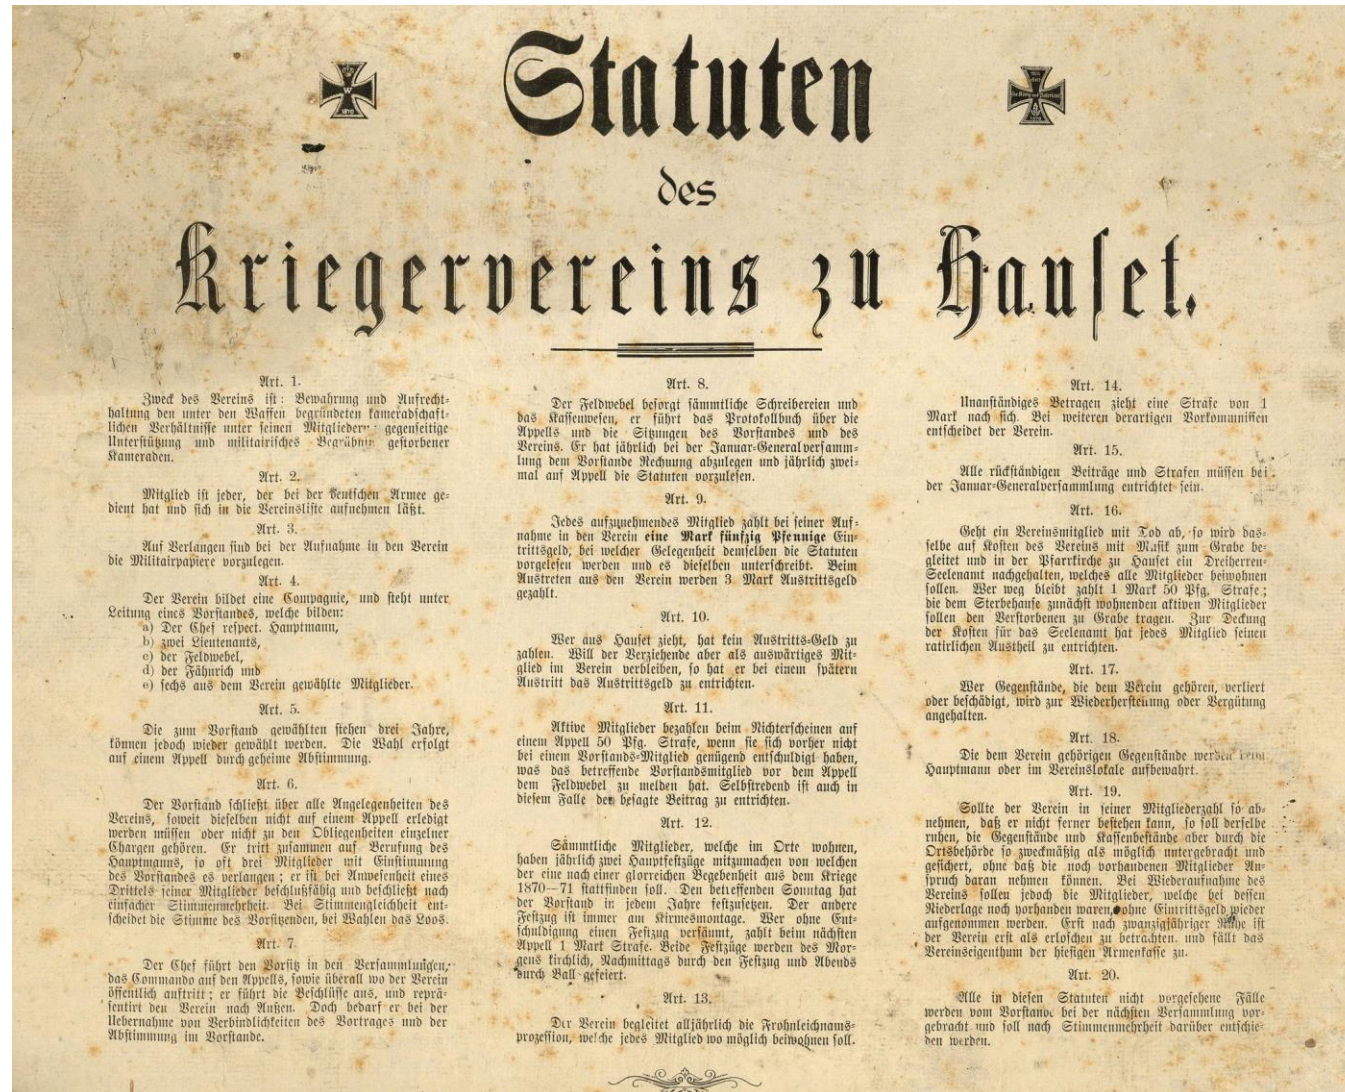 Statuten
des
Kriegervereins zu Hauset.
Art. 1.
Zweck des Vereins ist: Bewahrung und Aufrecht-
haltung den unter den Waffen begründeten kameradschaft-
lichen Verhältnisse unter seinen Mitgliedern; gegenseitige
Unterstützung und militairisches Begräbniß gestorbener
Kameraden.
Art. 2.
Mitglied ist jeder, der bei der deutschen Armee ge-
dient hat und sich in die Vereinsliste aufnehmen läßt.
Art. 3.
Auf Verlangen sind bei der Aufnahme in den Verein
die Militairpapiere vorzulegen.
Art. 4.
Der Verein bildet eine Compagnie, und steht unter
Leitung eines Vorstandes, welche bilden:
a) Der Chef respect. Hauptmann,
b) zwei Lieutenants,
c) der Feldwebel,
d) der Fähnrich und
e) sechs aus dem Verein gewählte Mitglieder.
Art. 5.
Die zum Vorstand gewählten stehen drei Jahre,
können jedoch wieder gewählt werden. Die Wahl erfolgt
auf einem Appell durch geheime Abstimmung.
Art. 6.
Der Vorstand schließt über alle Angelegenheiten des
Vereins, soweit dieselben nicht auf einem Appell erledigt
werden müssen oder nicht zu den Obliegenheiten einzelner
Chargen gehören. Er tritt zusammen auf Berufung des
Hauptmanns, so oft drei Mitglieder mit Einstimmung
des Vorstandes es verlangen; er ist bei Anwesenheit eines
Drittels seiner Mitglieder beschlußfähig und beschließt nach
einfacher Stimmenmehrheit. Bei Stimmengleichheit ent-
scheidet die Stimme des Vorsitzenden, bei Wahlen das Loos.
Art. 7.
Der Chef führt den Vorsitz in den Versammlungen,
das Commando auf den Appells, sowie überall wo der Verein
öffentlich auftritt; er führt die Beschlüsse aus, und reprä-
sentirt den Verein nach Außen. Doch bedarf er bei der
Uebernahme von Verbindlichkeiten des Vortrages und der
Abstimmung im Vorstande.
Art. 8.
Der Feldwebel besorgt sämmtliche Schreibereien und
das Kassenwesen, er führt das Protokollbuch über die
Appells und die Sitzungen des Vorstandes und des
Vereins. Er hat jährlich bei der Januar-Generalversamm-
lung dem Vorstande Rechnung abzulegen und jährlich zwei-
mal auf Appell die Statuten vorzulesen.
Art. 9.
Jedes aufzunehmendes Mitglied zahlt bei seiner Auf-
nahme in den Verein eine Mark fünfzig Pfennige Ein-
trittsgeld, bei welcher Gelegenheit demselben die Statuten
vorgelesen werden und es dieselben unterschreibt. Beim
Austreten aus den Verein werden 3 Mark Austrittsgeld
gezahlt.
Art. 10.
Wer aus Hauset zieht, hat kein Austritts-Geld zu
zahlen. Will der Verziehende aber als auswärtiges Mit-
glied im Verein verbleiben, so hat er bei einem spätern
Austritt das Austrittsgeld zu entrichten.
Art. 11.
Aktive Mitglieder bezahlen beim Nichterscheinen auf
einem Appell 50 Pfg. Strafe, wenn sie sich vorher nicht
bei einem Vorstands-Mitglied genügend entschuldigt haben,
was das betreffende Vorstandsmitglied vor dem Appell
dem Feldwebel zu melden hat. Selbstredend ist auch in
diesem Falle der besagte Beitrag zu entrichten.
Art. 12.
Sämmtliche Mitglieder, welche im Orte wohnen,
haben jährlich zwei Hauptfestzüge mitzumachen von welchen
der eine nach einer glorreichen Begebenheit aus dem Kriege
1870—71 stattfinden soll. Den betreffenden Sonntag hat
der Vorstand in jedem Jahre festzusetzen. Der andere
Festzug ist immer am Kirmesmontage. Wer ohne Ent-
schuldigung einen Festzug versäumt, zahlt beim nächsten
Appell 1 Mark Strafe. Beide Festzüge werden des Mor-
gens kirchlich, Nachmittags durch den Festzug und Abends
durch Ball gefeiert.
Art. 13.
Der Verein begleitet alljährlich die Frohnleichnams-
prozession, welche jedes Mitglied wo möglich beiwohnen soll.
Art. 14.
Unanständiges Betragen zieht eine Strafe von 1
Mark nach sich. Bei weiteren derartigen Vorkommnissen
entscheidet der Verein.
Art. 15.
Alle rückständigen Beiträge und Strafen müssen bei
der Januar-Generalversammlung entrichtet sein.
Art. 16.
Geht ein Vereinsmitglied mit Tod ab, so wird das-
selbe auf Kosten des Vereins mit Musik zum Grabe be-
gleitet und in der Pfarrkirche zu Hauset ein Dreiherren-
Seelenamt nachgehalten, welches alle Mitglieder beiwohnen
sollen. Wer weg bleibt zahlt 1 Mark 50 Pfg. Strafe;
die dem Sterbehause zunächst wohnenden aktiven Mitglieder
sollen den Verstorbenen zu Grabe tragen. Zur Deckung
der Kosten für das Seelenamt hat jedes Mitglied seinen
ratirlichen Austheil zu entrichten.
Art. 17.
Wer Gegenstände, die dem Verein gehören, verliert
oder beschädigt, wird zur Wiederherstellung oder Vergütung
angehalten.
Art. 18.
Die dem Verein gehörigen Gegenstände werden beim
Hauptmann oder im Vereinslokale aufbewahrt.
Art. 19.
Sollte der Verein in seiner Mitgliederzahl so ab-
nehmen, daß er nicht ferner bestehen kann, so soll derselbe
ruhen, die Gegenstände und Kassenbestände aber durch die
Ortsbehörde so zweckmäßig als möglich untergebracht und
gesichert, ohne daß die noch vorhandenen Mitglieder An-
spruch daran nehmen können. Bei Wiederaufnahme des
Vereins sollen jedoch die Mitglieder, welche bei dessen
Niederlage noch vorhanden waren, ohne Eintrittsgeld wieder
aufgenommen werden. Erst nach zwanzigjähriger Ruhe ist
der Verein erst als erloschen zu betrachten. und fällt das
Vereinseigenthum der hiesigen Armenkasse zu.
Art. 20.
Alle in diesen Statuten nicht vorgesehene Fälle
werden vom Vorstande bei der nächsten Versammlung vor-
gebracht und soll nach Stimmenmehrheit darüber entschie-
den werden.